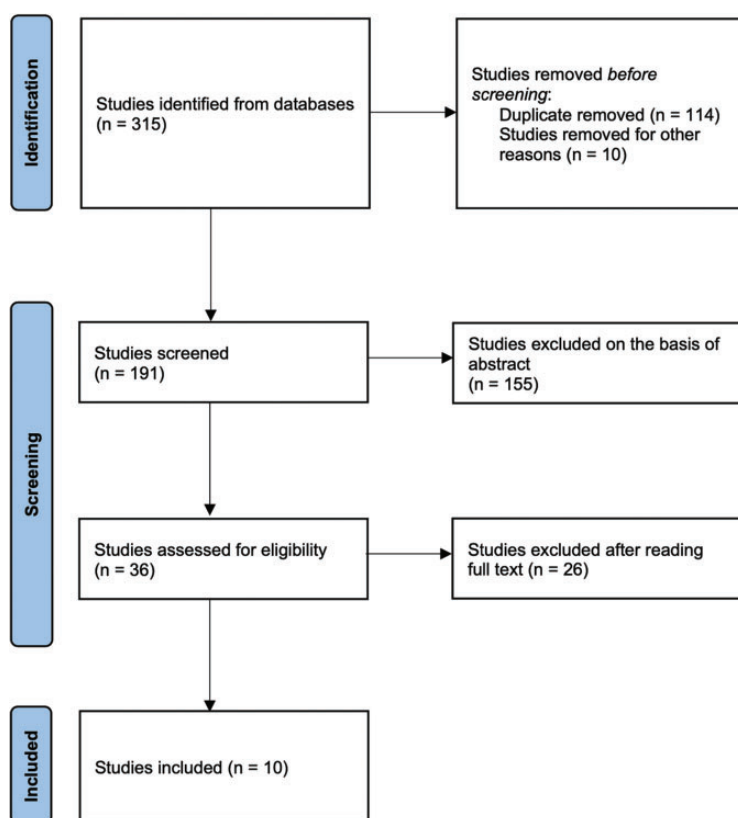 Identification
Studies identified from databases
(n = 315)
Studies removed before
screening:
Duplicate removed (n = 114)
Studies removed for other
reasons (n = 10)
Screening
Studies screened
(n = 191)
Studies excluded on the basis of
abstract
(n = 155)
Studies assessed for eligibility
(n = 36)
Studies excluded after reading
full text (n = 26)
Included
Studies included (n = 10)